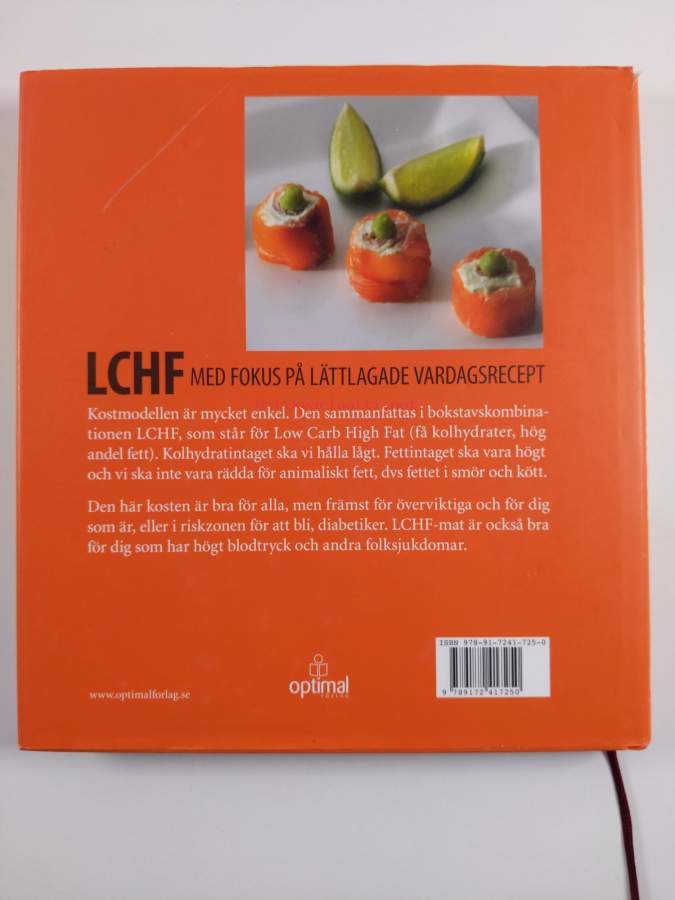 LCHF MED FOKUS PÅ LÄTTLAGADE VARDAGSRECEPT
Kostmodellen är mycket enkel. Den sammanfattas i bokstavskombina-
tionen LCHF, som står för Low Carb High Fat (få kolhydrater, hög
andel fett). Kolhydratintaget ska vi hålla lågt. Fettintaget ska vara högt
och vi ska inte vara rädda för animaliskt fett, dvs fettet i smör och kött.
Den här kosten är bra för alla, men främst för överviktiga och för dig
som är, eller i riskzonen för att bli, diabetiker. LCHF-mat är också bra
för dig som har högt blodtryck och andra folksjukdomar.
ISBN 978-91-7241-725-0
9 789172 417250
www.optimalforlag.se
optimal
FÖRLAG